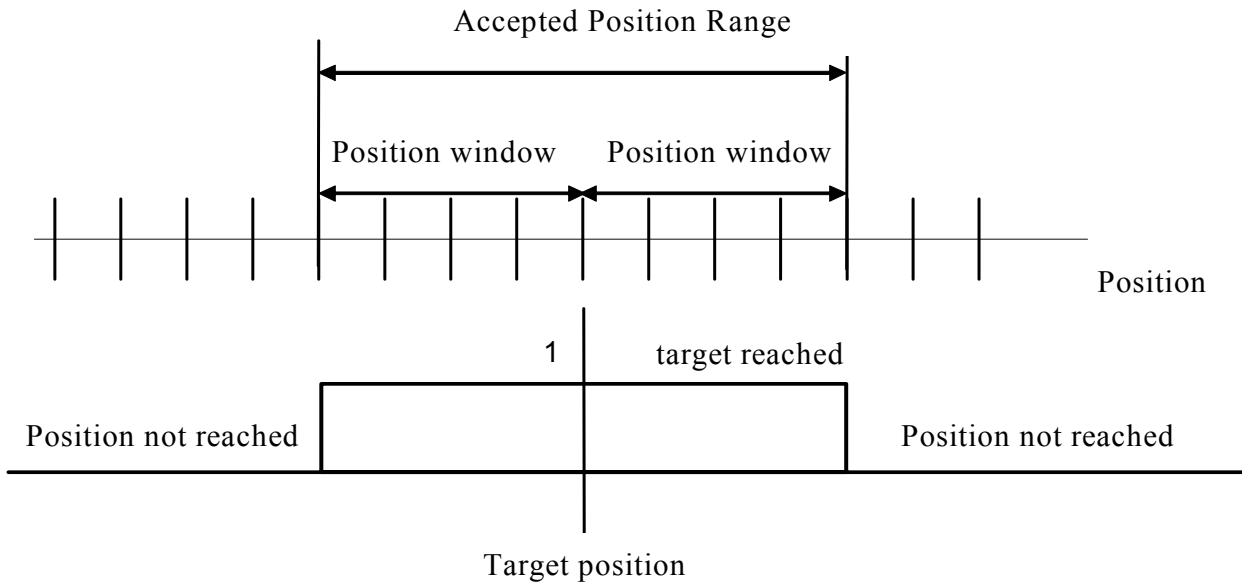 Accepted Position Range
Position window
Position window
Position
1
target reached
Position not reached
Position not reached
Target position